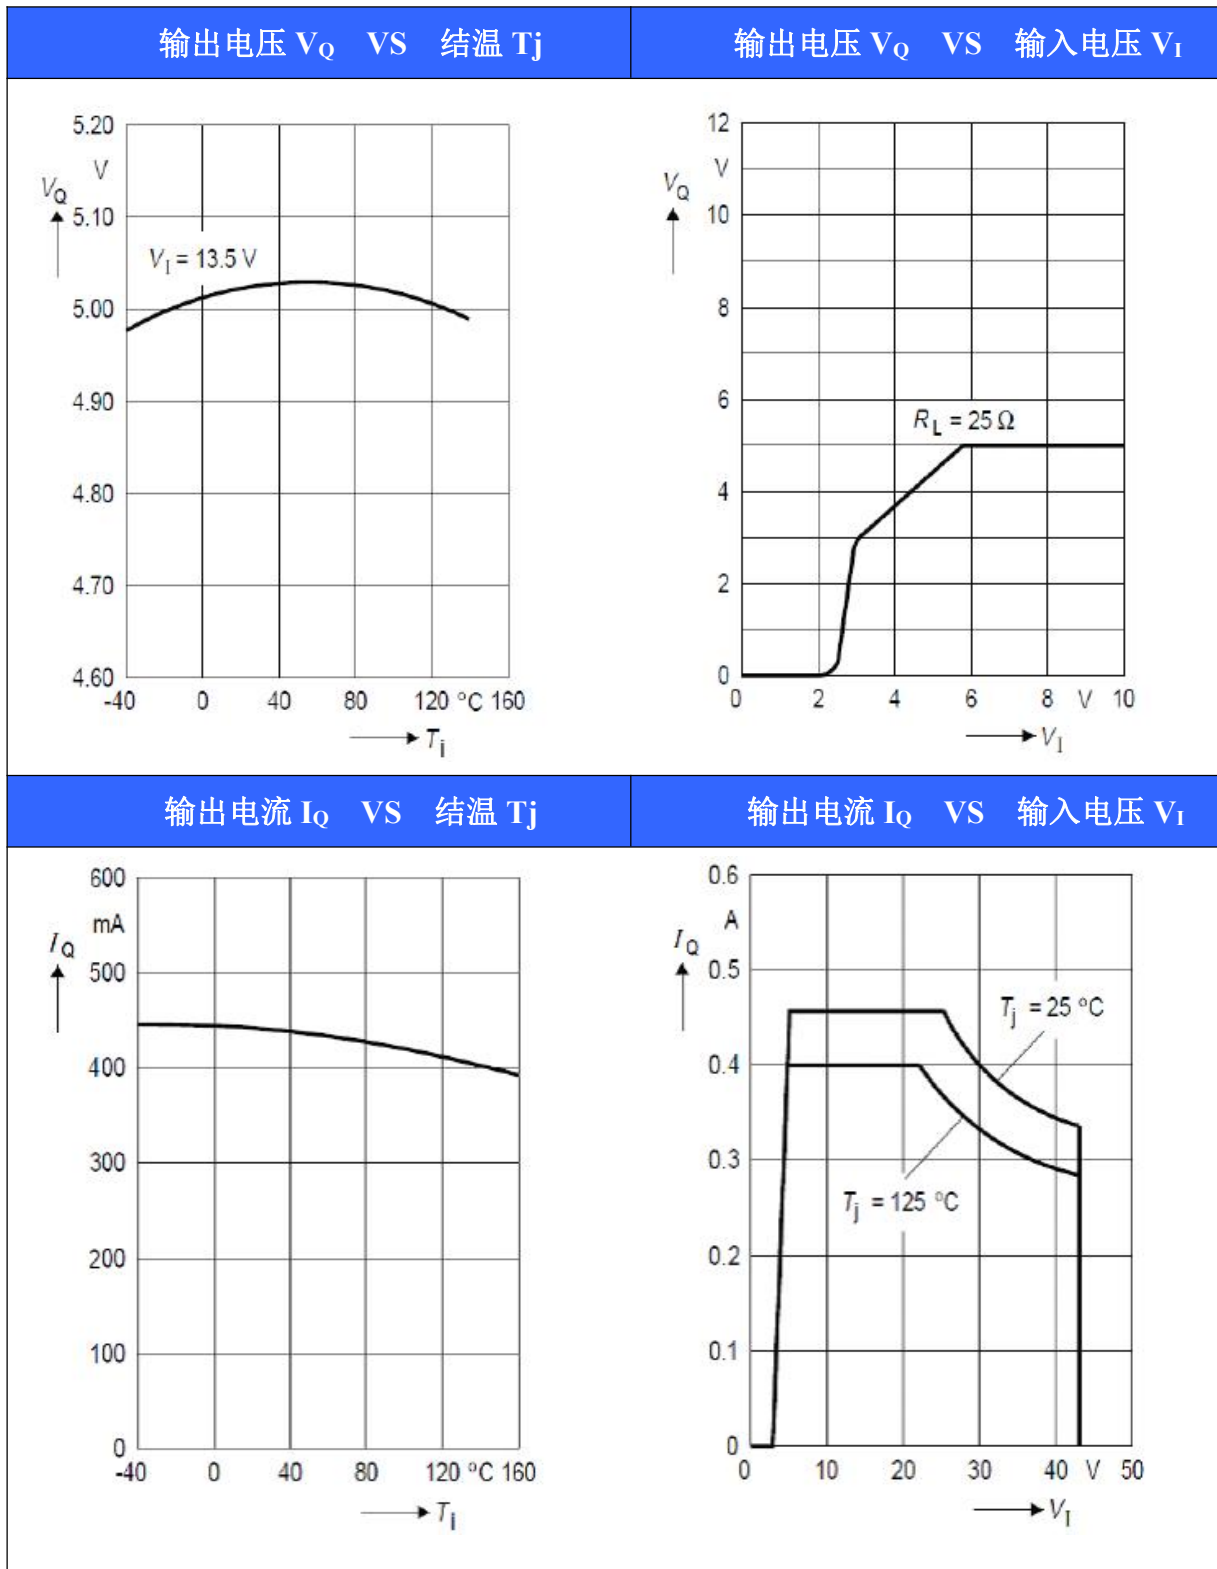 输出电压 VQ VS 结温 Tj
输出电压 VQ VS 输入电压 VI
5.20
V
VQ
5.10
VI = 13.5 V
5.00
4.90
4.80
4.70
4.60
-40 0 40 80 120 °C 160
Tj
12
V
VQ
10
8
6
RL = 25 Ω
4
2
0
0 2 4 6 8 V 10
VI
输出电流 IQ VS 结温 Tj
输出电流 IQ VS 输入电压 VI
600
mA
IQ
500
400
300
200
100
0
-40 0 40 80 120 °C 160
Tj
0.6
A
IQ
0.5
Tj = 25 °C
0.4
0.3
Tj = 125 °C
0.2
0.1
0
0 10 20 30 40 V 50
VI